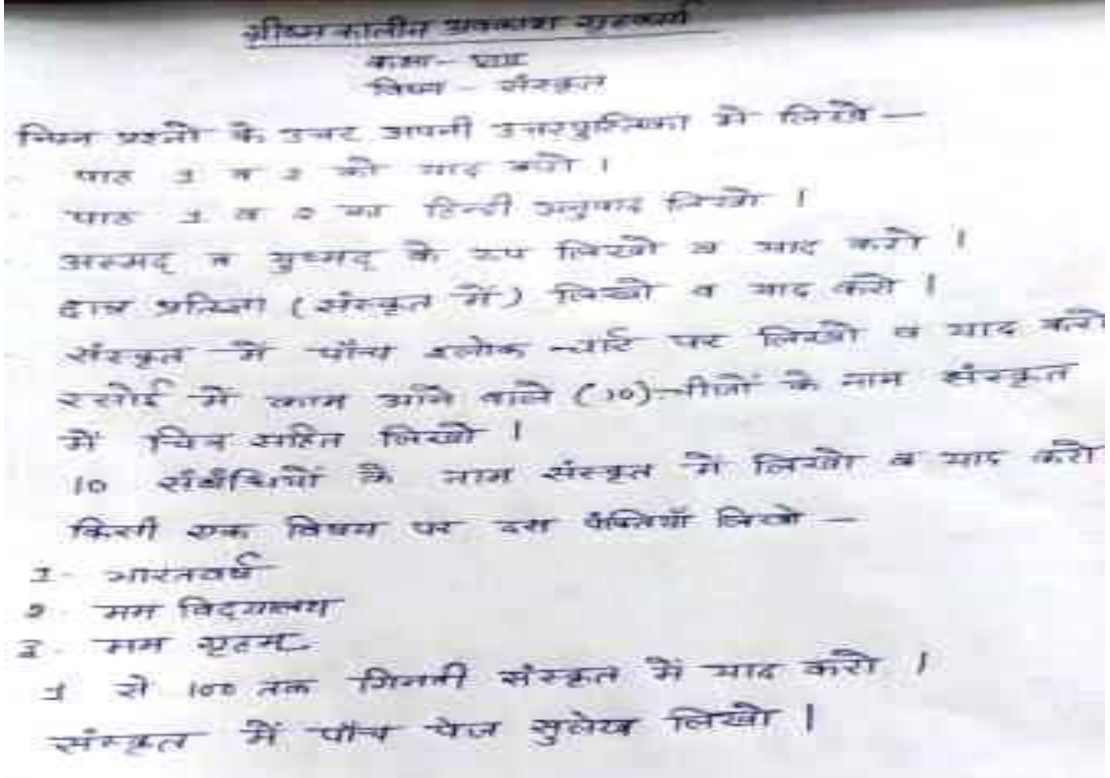 ग्रीष्मकालीन अवकाश गृहकार्य
कक्षा - VIII
विषय - संस्कृत
निम्न प्रश्नो के उत्तर अपनी उत्तरपुस्तिका मे लिखे —
पाठ 1 व 2 को याद करो ।
पाठ 1 व 2 का हिन्दी अनुवाद लिखो ।
अस्मद् व युष्मद् के रूप लिखो व याद करो ।
छात्र प्रतिज्ञा (संस्कृत में) लिखो व याद करो ।
संस्कृत में पाँच श्लोक चार्ट पर लिखो व याद करो
रसोई में काम आने वाले (10) चीजों के नाम संस्कृत
में चित्र सहित लिखो ।
10 संबंधियों के नाम संस्कृत में लिखो व याद करो
किसी एक विषय पर दस पंक्तियाँ लिखो —
1- भारतवर्ष
2- मम विद्यालय
3- मम गृहम्
1 से 100 तक गिनती संस्कृत में याद करो ।
संस्कृत में पाँच पेज सुलेख लिखो ।